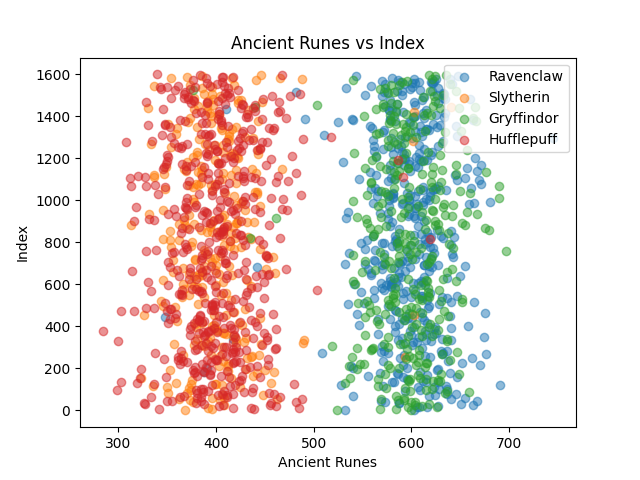 Ancient Runes vs Index
Ravenclaw
Slytherin
Gryffindor
Hufflepuff
1600
1400
1200
1000
800
600
400
200
0
Index
300 400 500 600 700
Ancient Runes